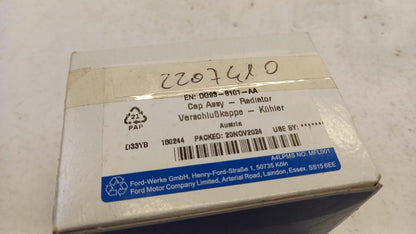 2207410
EN: DG93-8101-AA
Cap Assy - Radiator
Verschlußkappe - Kühler
Austria
21
PAP
D33YB 180244 PACKED: 20NOV2024 USE BY: ******
A4LPMS NO: MFL001
Ford
Ford-Werke GmbH, Henry-Ford-Straße 1, 50735 Köln
Ford Motor Company Limited, Arterial Road, Laindon, Essex. SS15 6EE